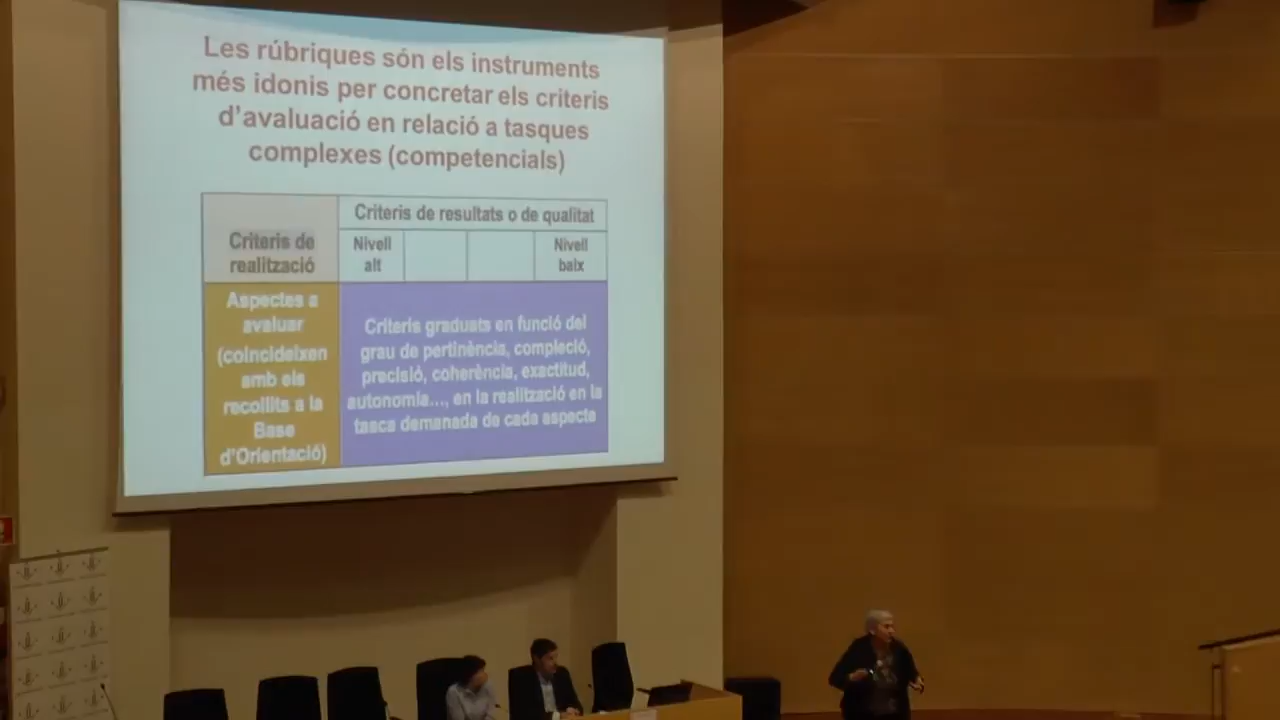 Les rúbriques són els instruments
més idonis per concretar els criteris
d'avaluació en relació a tasques
complexes (competencials)
Criteris de resultats o de qualitat
Criteris de
realització
Nivell
alt
Nivell
baix
Aspectes a
avaluar
(coincideixen
amb els
recollits a la
Base
d'Orientació)
Criteris graduats en funció del
grau de pertinència, compleció,
precisió, coherència, exactitud,
autonomia..., en la realització en la
tasca demanada de cada aspecte